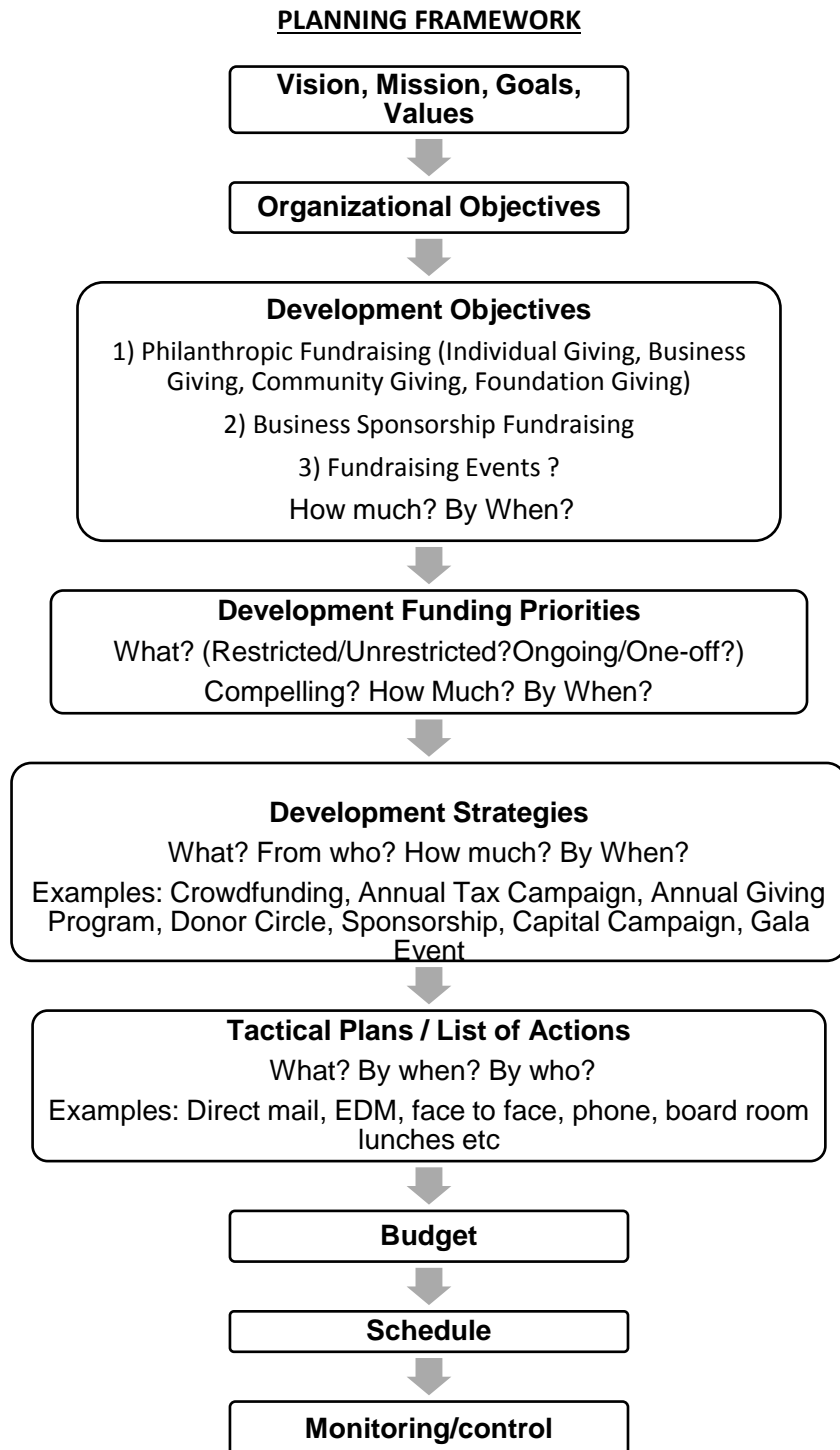 PLANNING FRAMEWORK
Vision, Mission, Goals,
Values
Organizational Objectives
Development Objectives
1) Philanthropic Fundraising (Individual Giving, Business
Giving, Community Giving, Foundation Giving)
2) Business Sponsorship Fundraising
3) Fundraising Events ?
How much? By When?
Development Funding Priorities
What? (Restricted/Unrestricted?Ongoing/One-off?)
Compelling? How Much? By When?
Development Strategies
What? From who? How much? By When?
Examples: Crowdfunding, Annual Tax Campaign, Annual Giving
Program, Donor Circle, Sponsorship, Capital Campaign, Gala
Event
Tactical Plans / List of Actions
What? By when? By who?
Examples: Direct mail, EDM, face to face, phone, board room
lunches etc
Budget
Schedule
Monitoring/control